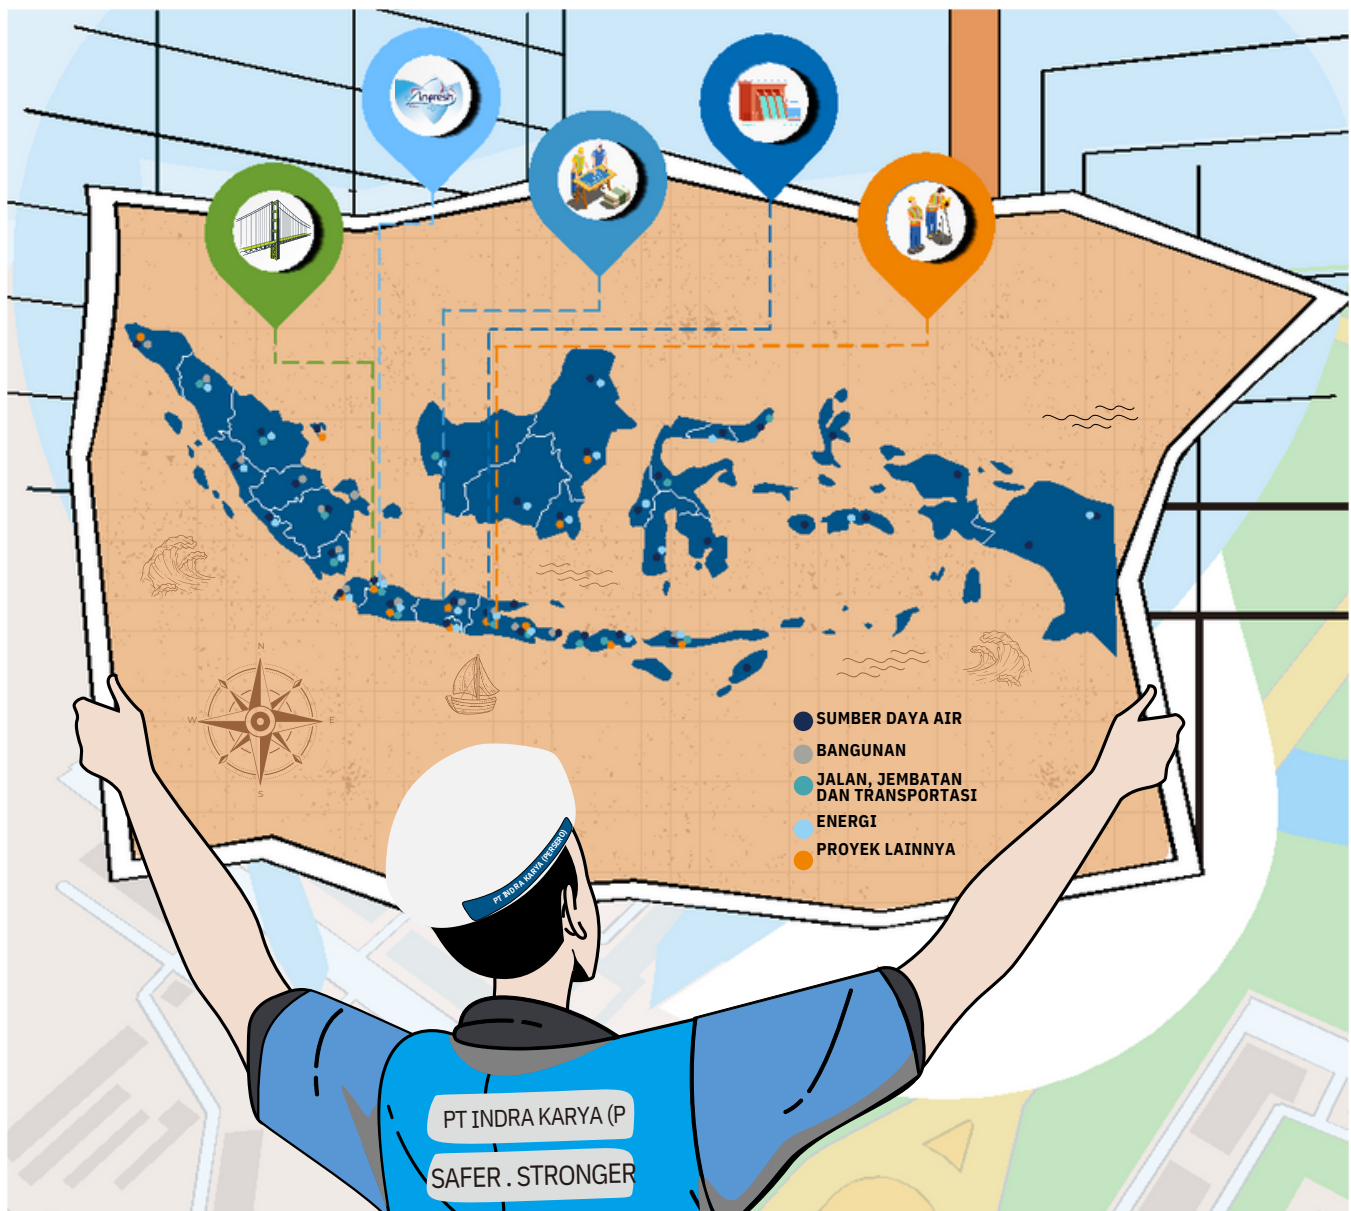 Infresh
N
W
E
S
SUMBER DAYA AIR
BANGUNAN
JALAN, JEMBATAN
DAN TRANSPORTASI
ENERGI
PROYEK LAINNYA
PT INDRA KARYA (PERSERO)
PT INDRA KARYA (P
SAFER . STRONGER